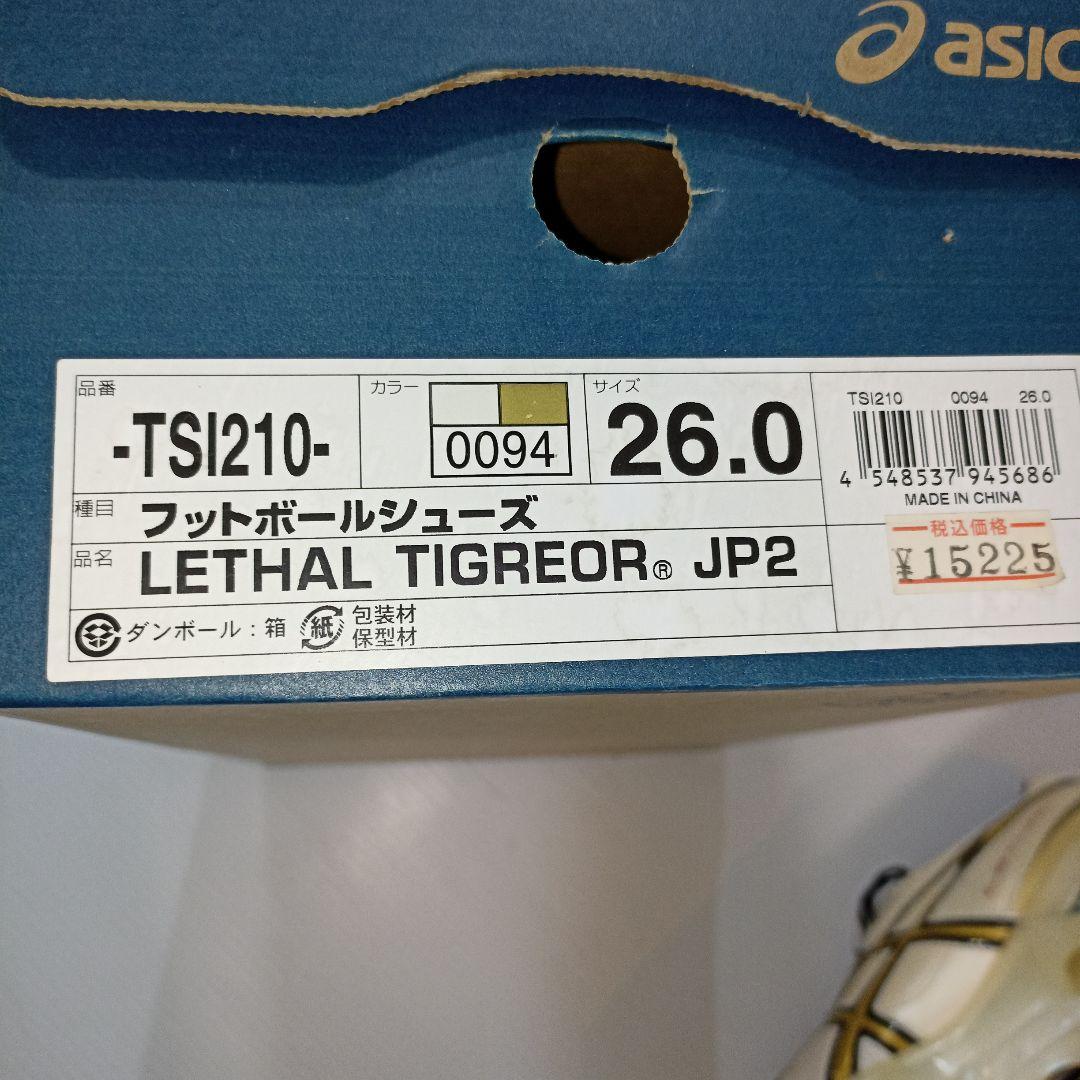 asic
品番
-TSI210-
カラー
0094
サイズ
26.0
TSI210 0094 26.0
4 548537 945686
MADE IN CHINA
種目
フットボールシューズ
税込価格
¥15225
品名
LETHAL TIGREOR® JP2
ダンボール：箱
紙
包装材
保型材